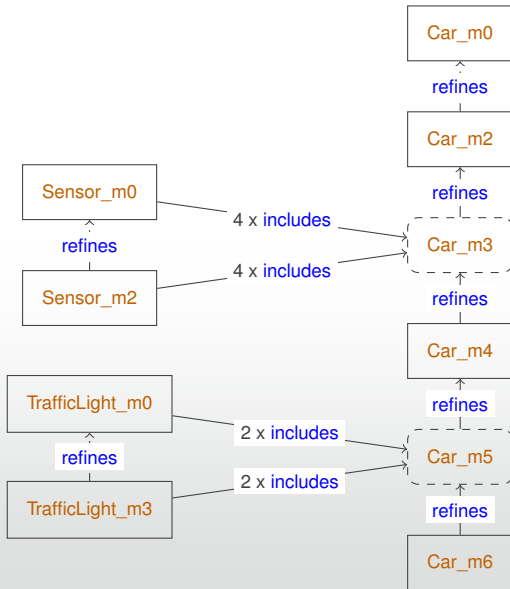 Car_m0
refines
Car_m2
Sensor_m0
refines
4 x includes
refines
Car_m3
4 x includes
Sensor_m2
refines
Car_m4
TrafficLight_m0
refines
2 x includes
refines
Car_m5
2 x includes
TrafficLight_m3
refines
Car_m6